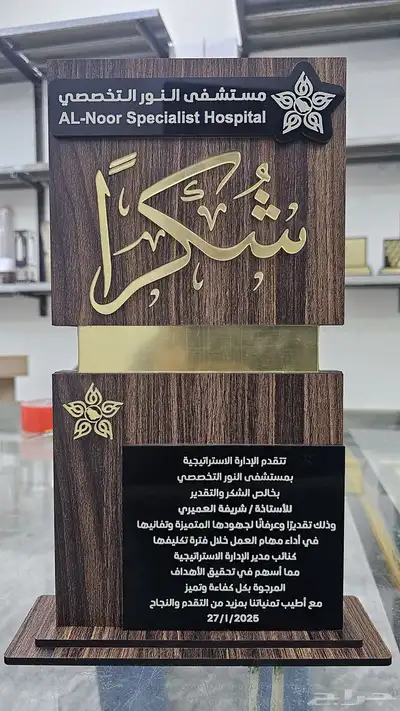 مستشفى النور التخصصي
AL-Noor Specialist Hospital
شكرًا
تتقدم الإدارة الاستراتيجية
بمستشفى النور التخصصي
بخالص الشكر والتقدير
للأستاذة / شريفة العميري
وذلك تقديرًا وعرفانًا لجهودها المتميزة وتفانيها
في أداء مهام العمل خلال فترة تكليفها
كنائب مدير الإدارة الاستراتيجية
مما أسهم في تحقيق الأهداف
المرجوة بكل كفاءة وتميز
مع أطيب تمنياتنا بمزيد من التقدم والنجاح
27/1/2025
حراج